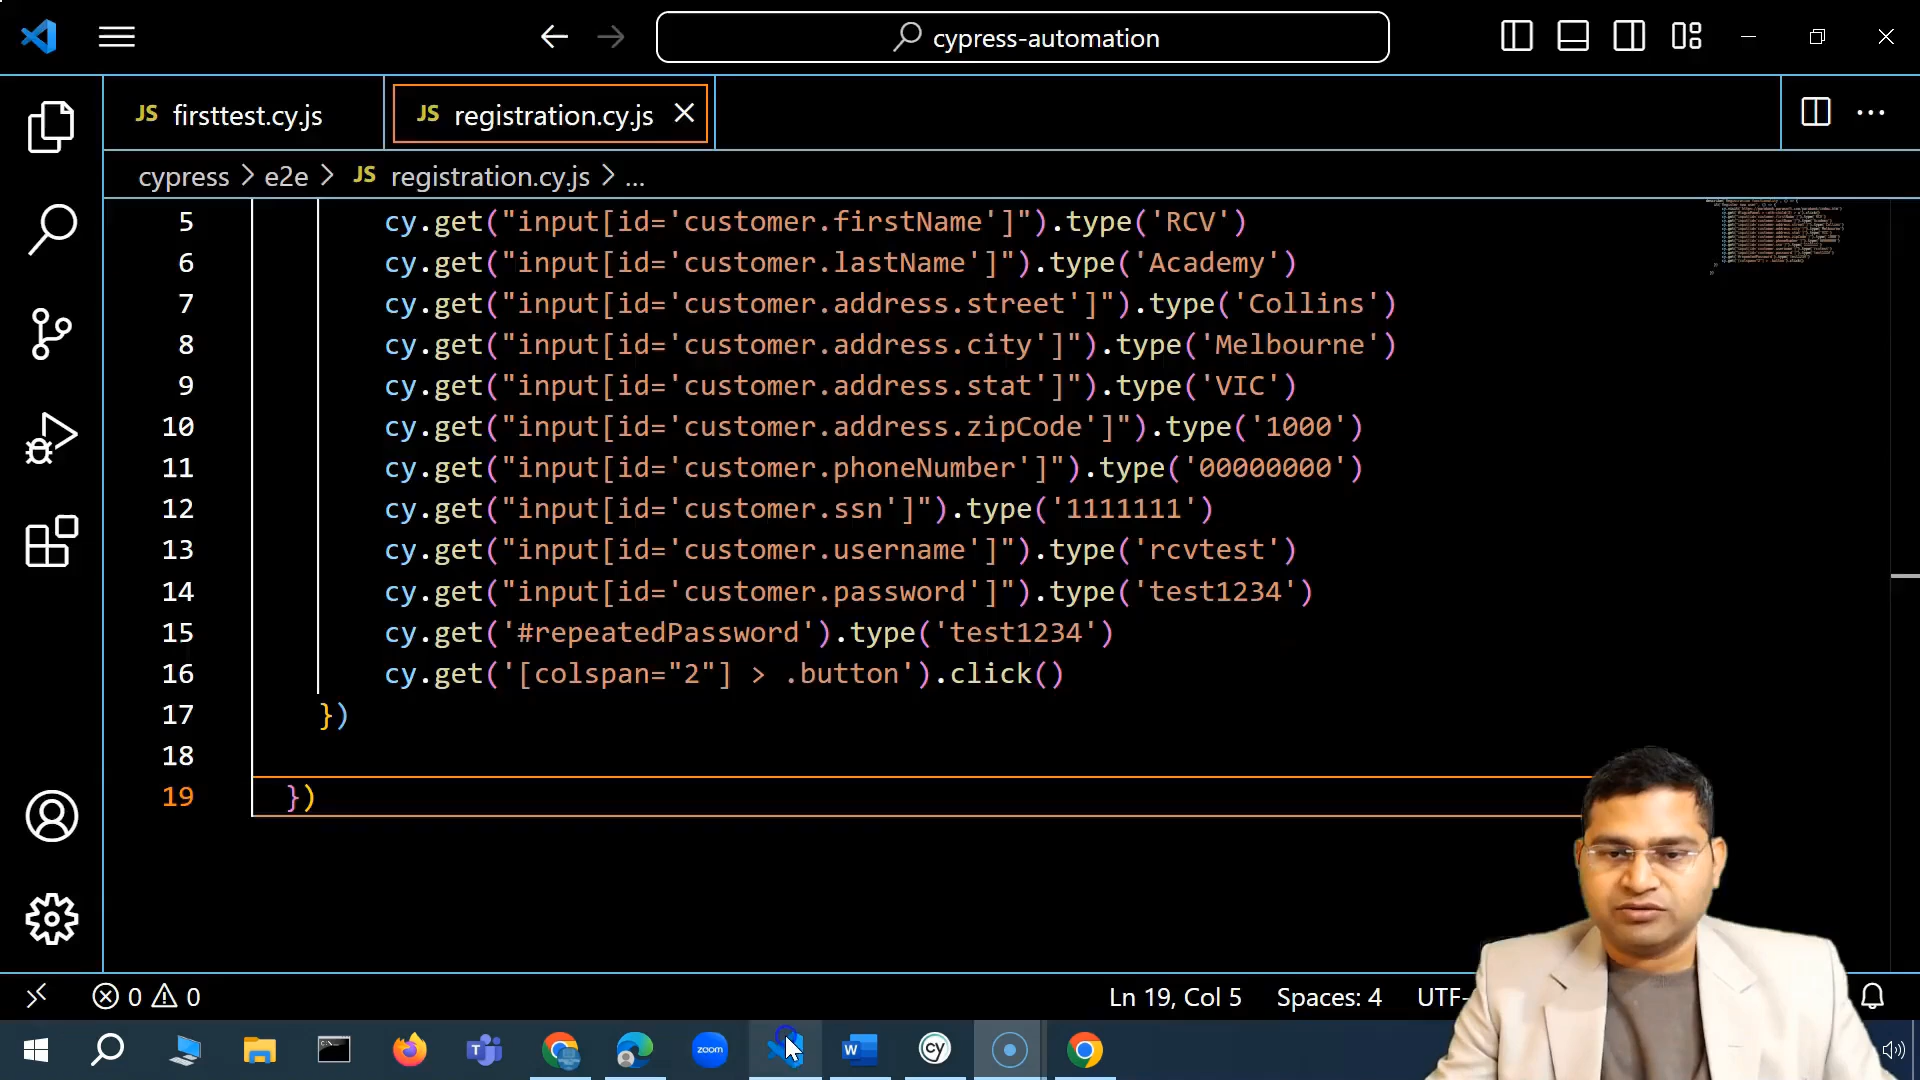 cypress-automation
JS firsttest.cy.js
JS registration.cy.js
cypress > e2e > JS registration.cy.js > ...
5 cy.get("input[id='customer.firstName']").type('RCV')
6 cy.get("input[id='customer.lastName']").type('Academy')
7 cy.get("input[id='customer.address.street']").type('Collins')
8 cy.get("input[id='customer.address.city']").type('Melbourne')
9 cy.get("input[id='customer.address.stat']").type('VIC')
10 cy.get("input[id='customer.address.zipCode']").type('1000')
11 cy.get("input[id='customer.phoneNumber']").type('00000000')
12 cy.get("input[id='customer.ssn']").type('1111111')
13 cy.get("input[id='customer.username']").type('rcvtest')
14 cy.get("input[id='customer.password']").type('test1234')
15 cy.get('#repeatedPassword').type('test1234')
16 cy.get('[colspan="2"] > .button').click()
17 })
18
19 })
0 0 Ln 19, Col 5 Spaces: 4 UTF-
zoom W cy